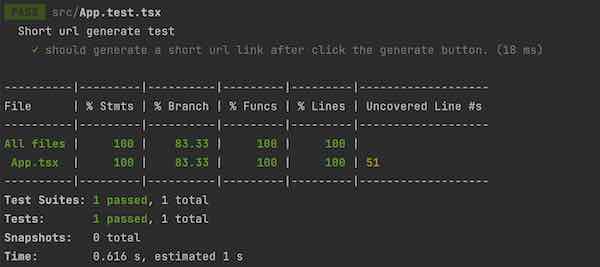 PASS src/App.test.tsx
Short url generate test
✓ should generate a short url link after click the generate button. (18 ms)
----------|---------|----------|---------|---------|-------------------
File      | % Stmts | % Branch | % Funcs | % Lines | Uncovered Line #s
----------|---------|----------|---------|---------|-------------------
All files |     100 |    83.33 |     100 |     100 |
App.tsx  |     100 |    83.33 |     100 |     100 | 51
----------|---------|----------|---------|---------|-------------------
Test Suites: 1 passed, 1 total
Tests:       1 passed, 1 total
Snapshots:   0 total
Time:        0.616 s, estimated 1 s